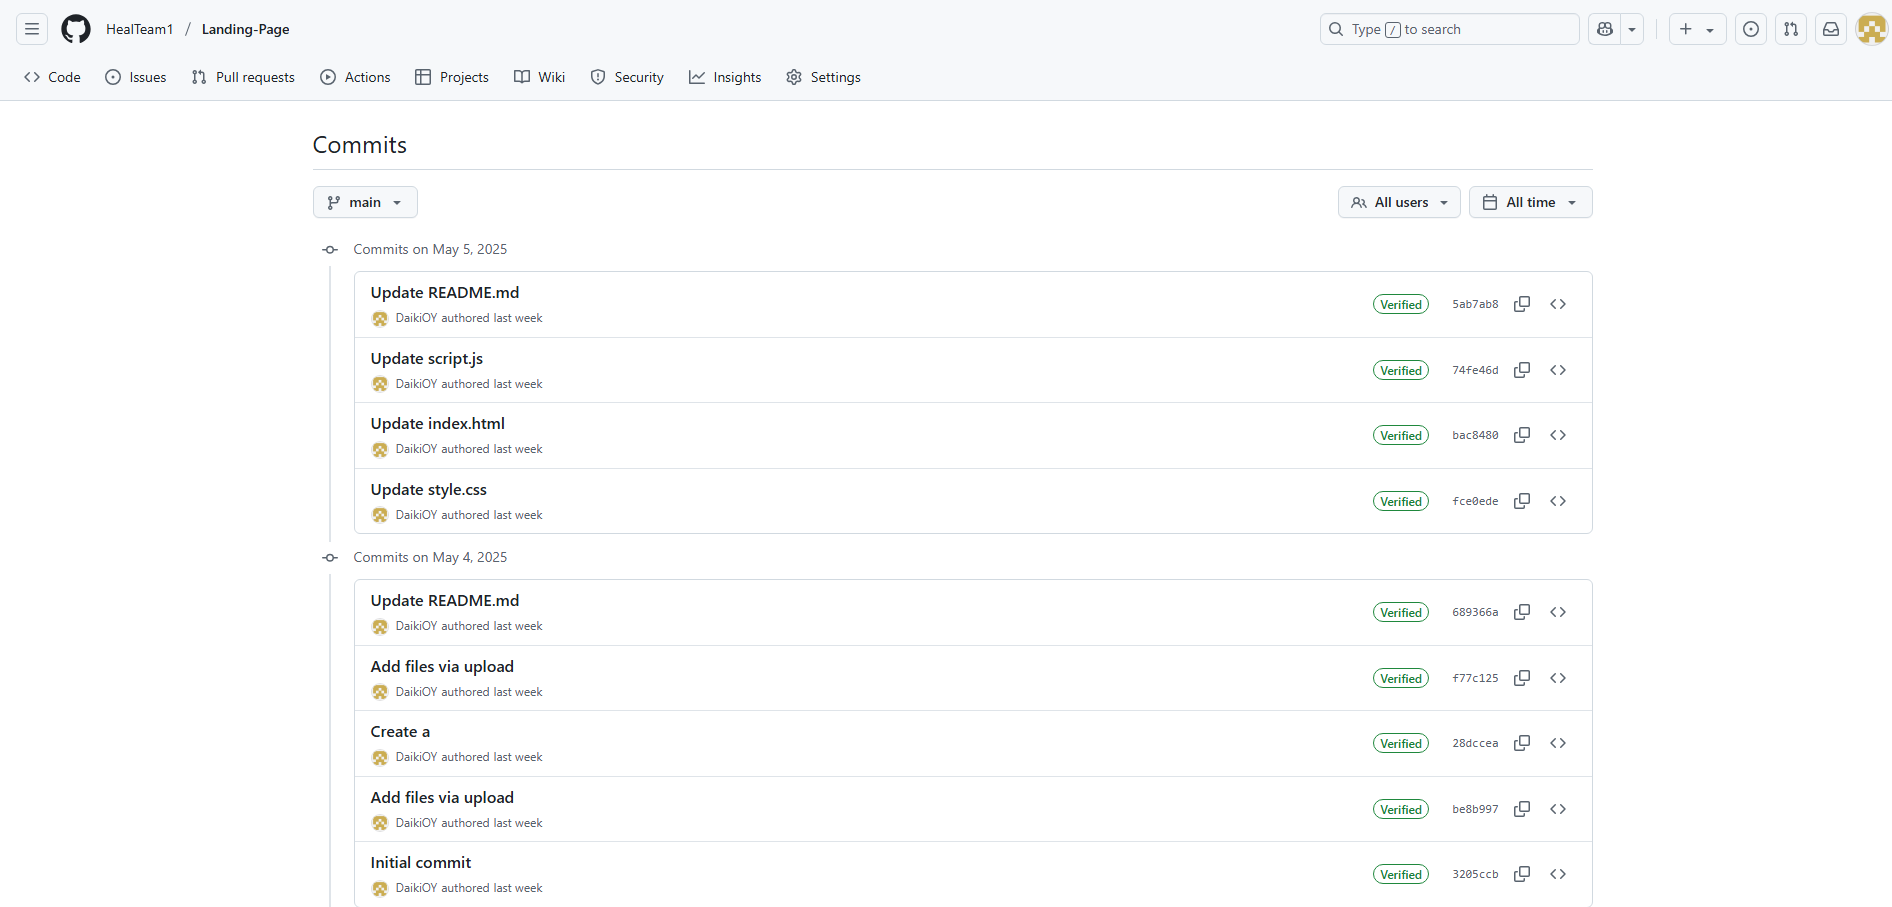 HealTeam1 / Landing-Page
Type / to search
Code Issues Pull requests Actions Projects Wiki Security Insights Settings
Commits
main
All users All time
Commits on May 5, 2025
Update README.md
DaikiOY authored last week
Verified 5ab7ab8
Update script.js
DaikiOY authored last week
Verified 74fe46d
Update index.html
DaikiOY authored last week
Verified bac8480
Update style.css
DaikiOY authored last week
Verified fce0ede
Commits on May 4, 2025
Update README.md
DaikiOY authored last week
Verified 689366a
Add files via upload
DaikiOY authored last week
Verified f77c125
Create a
DaikiOY authored last week
Verified 28dccea
Add files via upload
DaikiOY authored last week
Verified be8b997
Initial commit
DaikiOY authored last week
Verified 3205ccb